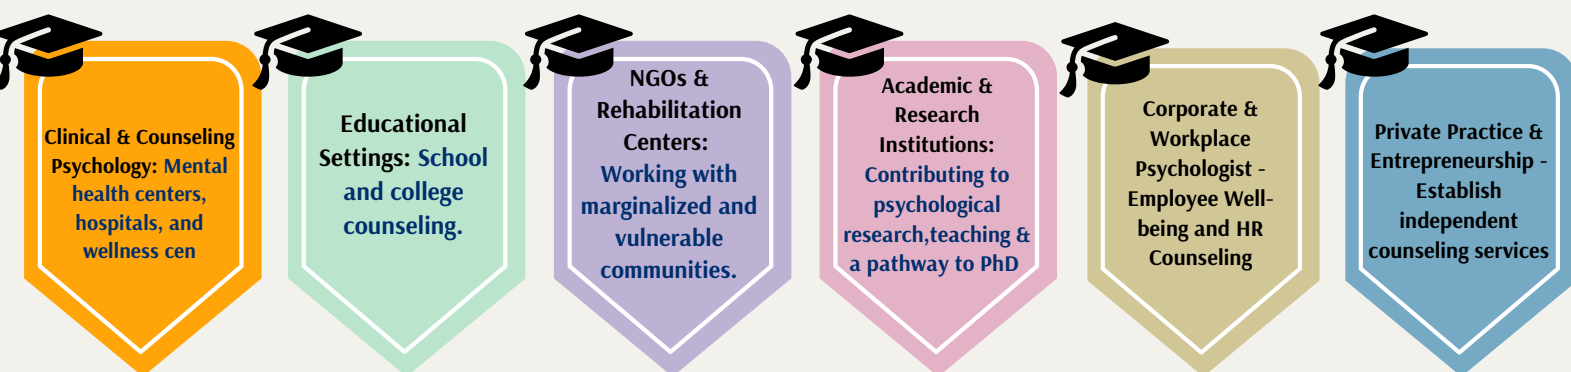 Clinical & Counseling
Psychology: Mental
health centers,
hospitals, and
wellness cen
Educational
Settings: School
and college
counseling.
NGOs &
Rehabilitation
Centers:
Working with
marginalized and
vulnerable
communities.
Academic &
Research
Institutions:
Contributing to
psychological
research,teaching &
a pathway to PhD
Corporate &
Workplace
Psychologist -
Employee Well-
being and HR
Counseling
Private Practice &
Entrepreneurship -
Establish
independent
counseling services